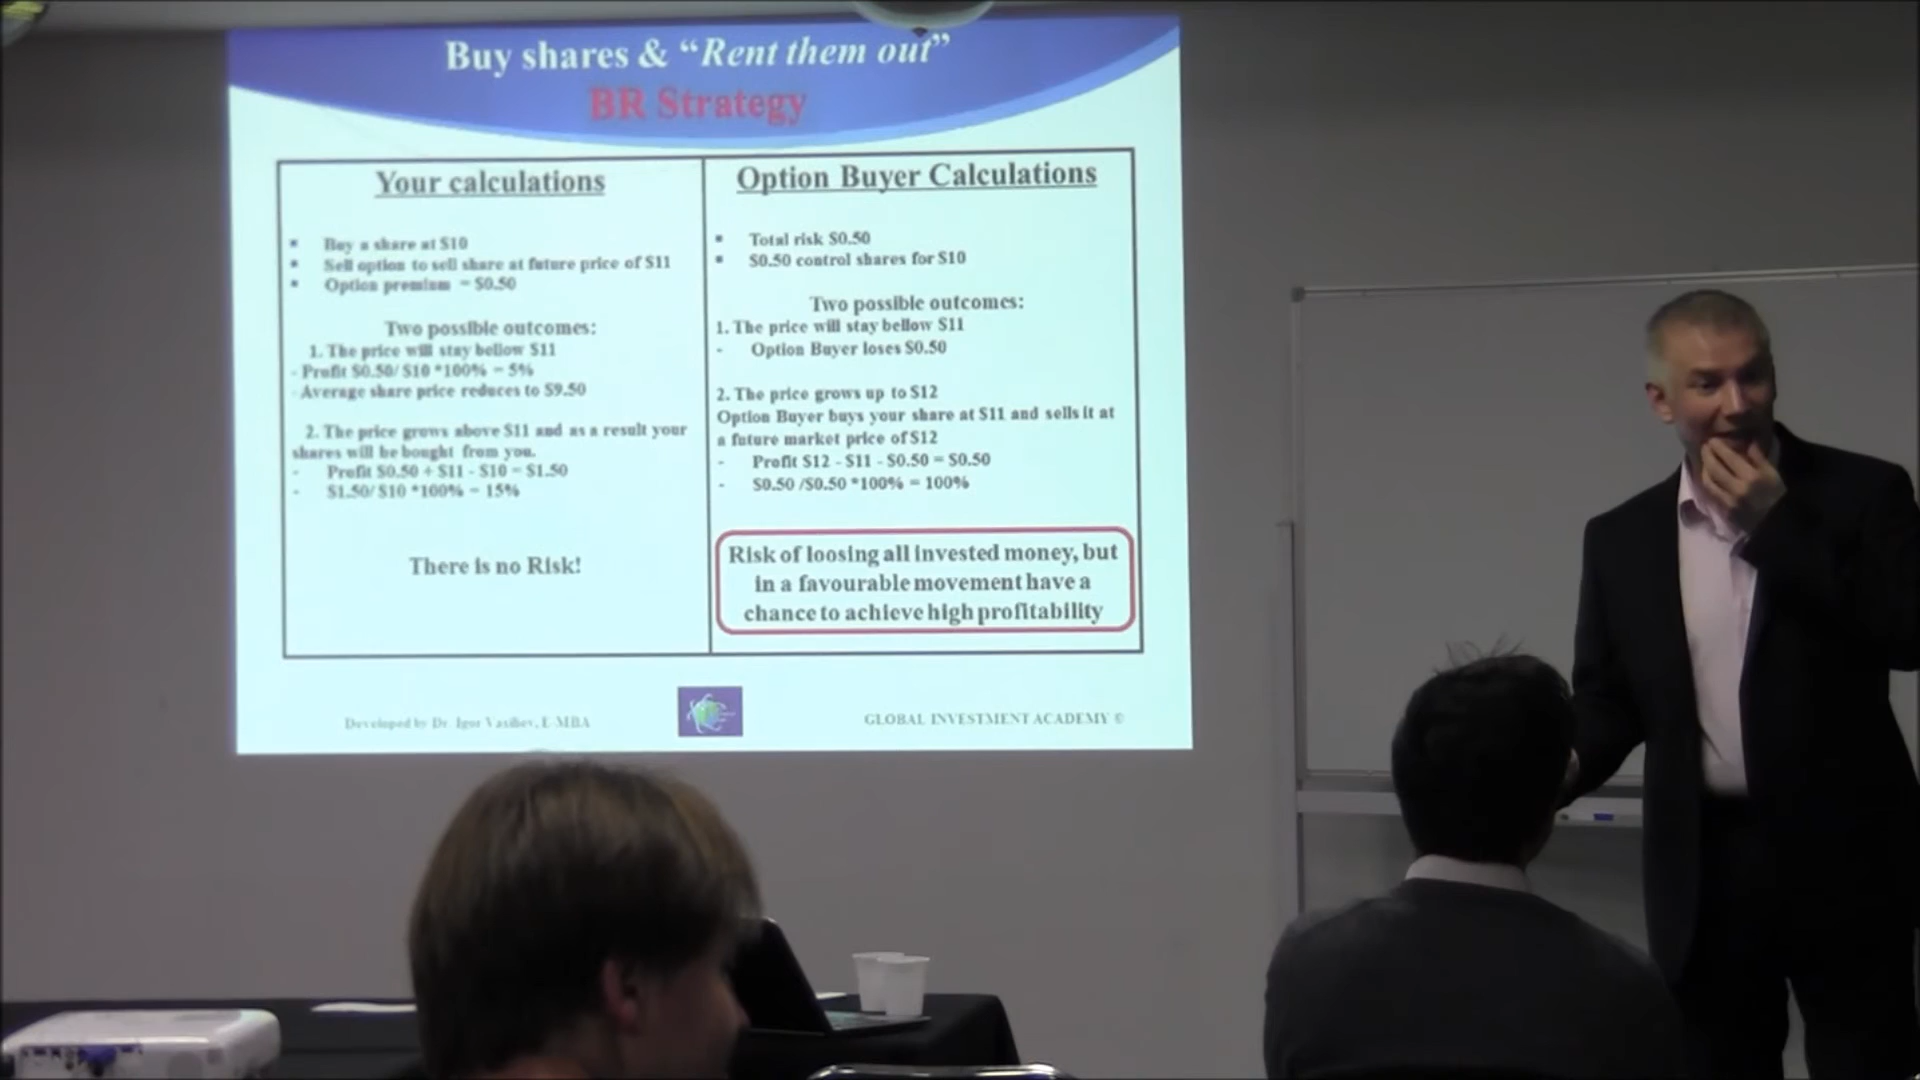 Buy shares & “Rent them out”
BR Strategy
Your calculations
▪ Buy a share at $10
▪ Sell option to sell share at future price of $11
▪ Option premium = $0.50
Two possible outcomes:
1. The price will stay bellow $11
- Profit $0.50/ $10 *100% = 5%
- Average share price reduces to $9.50
2. The price grows above $11 and as a result your
shares will be bought from you.
- Profit $0.50 + $11 - $10 = $1.50
- $1.50/ $10 *100% = 15%
There is no Risk!
Option Buyer Calculations
▪ Total risk $0.50
▪ $0.50 control shares for $10
Two possible outcomes:
1. The price will stay bellow $11
- Option Buyer loses $0.50
2. The price grows up to $12
Option Buyer buys your share at $11 and sells it at
a future market price of $12
- Profit $12 - $11 - $0.50 = $0.50
- $0.50 /$0.50 *100% = 100%
Risk of loosing all invested money, but
in a favourable movement have a
chance to achieve high profitability
Developed by Dr. Igor Vasiliev, E-MBA
GLOBAL INVESTMENT ACADEMY ©